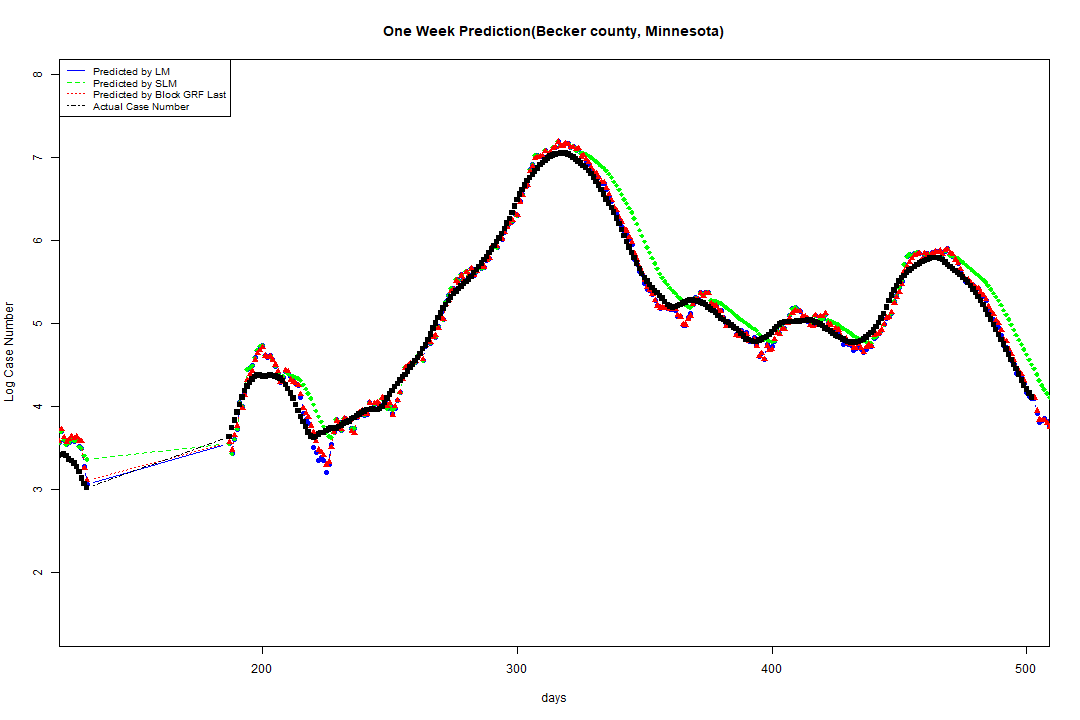 One Week Prediction(Becker county, Minnesota)
Predicted by LM
Predicted by SLM
Predicted by Block GRF Last
Actual Case Number
Log Case Number
8
7
6
5
4
3
2
200 300 400 500
days